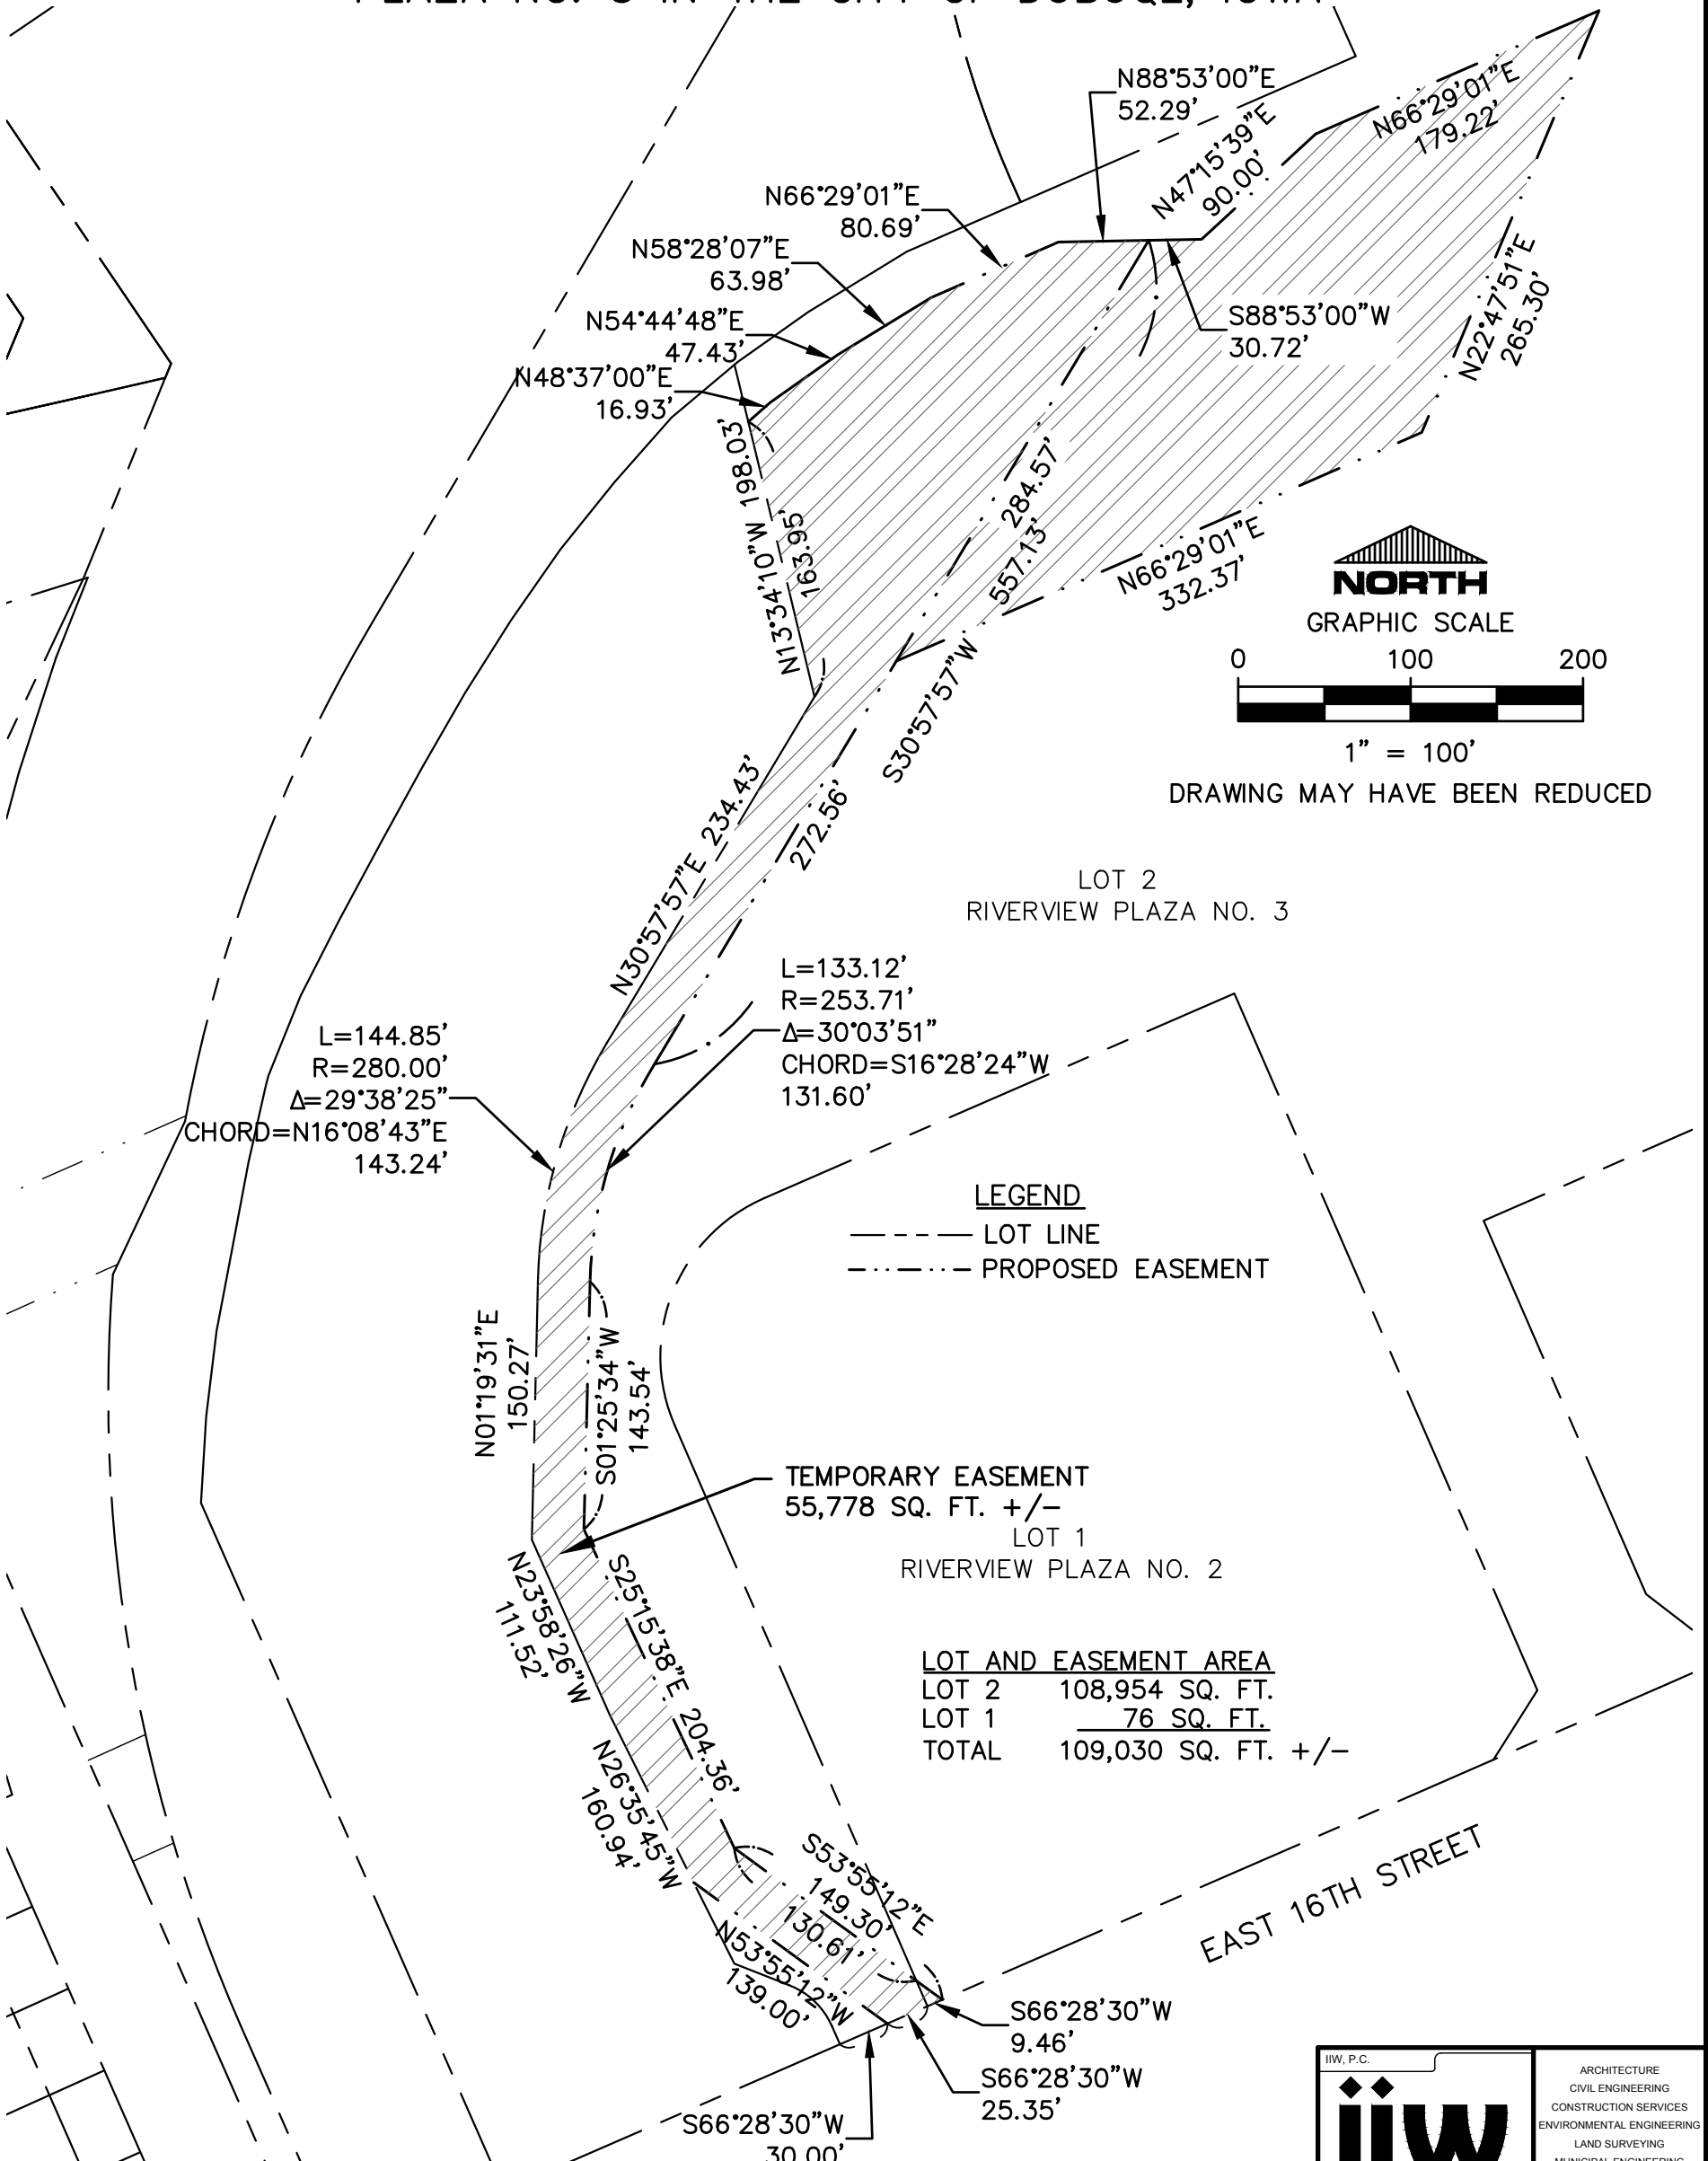 PLAZA NO. 3 IN THE CITY OF DUBUQE, IOWA
N88°53'00"E
52.29'
N66°29'01"E
179.22'
N47°15'39"E
90.00'
N66°29'01"E
80.69'
N58°28'07"E
63.98'
N54°44'48"E
47.43'
N48°37'00"E
16.93'
S88°53'00"W
30.72'
N22°47'51"E
265.30'
N13°34'10"W 198.03'
163.95'
284.57'
557.13'
S30°57'57"W
N66°29'01"E
332.37'
NORTH
GRAPHIC SCALE
0 100 200
1" = 100'
DRAWING MAY HAVE BEEN REDUCED
N30°57'57"E 234.43'
272.56'
LOT 2
RIVERVIEW PLAZA NO. 3
L=133.12'
R=253.71'
Δ=30°03'51"
CHORD=S16°28'24"W
131.60'
L=144.85'
R=280.00'
Δ=29°38'25"
CHORD=N16°08'43"E
143.24'
LEGEND
LOT LINE
PROPOSED EASEMENT
N01°19'31"E
150.27'
S01°25'34"W
143.54'
TEMPORARY EASEMENT
55,778 SQ. FT. +/-
LOT 1
RIVERVIEW PLAZA NO. 2
N23°58'26"W
111.52'
S25°15'38"E 204.36'
LOT AND EASEMENT AREA
LOT 2 108,954 SQ. FT.
LOT 1 76 SQ. FT.
TOTAL 109,030 SQ. FT. +/-
N26°35'45"W
160.94'
S53°55'12"E
149.30'
130.61'
N53°55'12"W
139.00'
EAST 16TH STREET
S66°28'30"W
9.46'
S66°28'30"W
25.35'
S66°28'30"W
30.00'
IIW, P.C.
iiw
ARCHITECTURE
CIVIL ENGINEERING
CONSTRUCTION SERVICES
ENVIRONMENTAL ENGINEERING
LAND SURVEYING
MUNICIPAL ENGINEERING